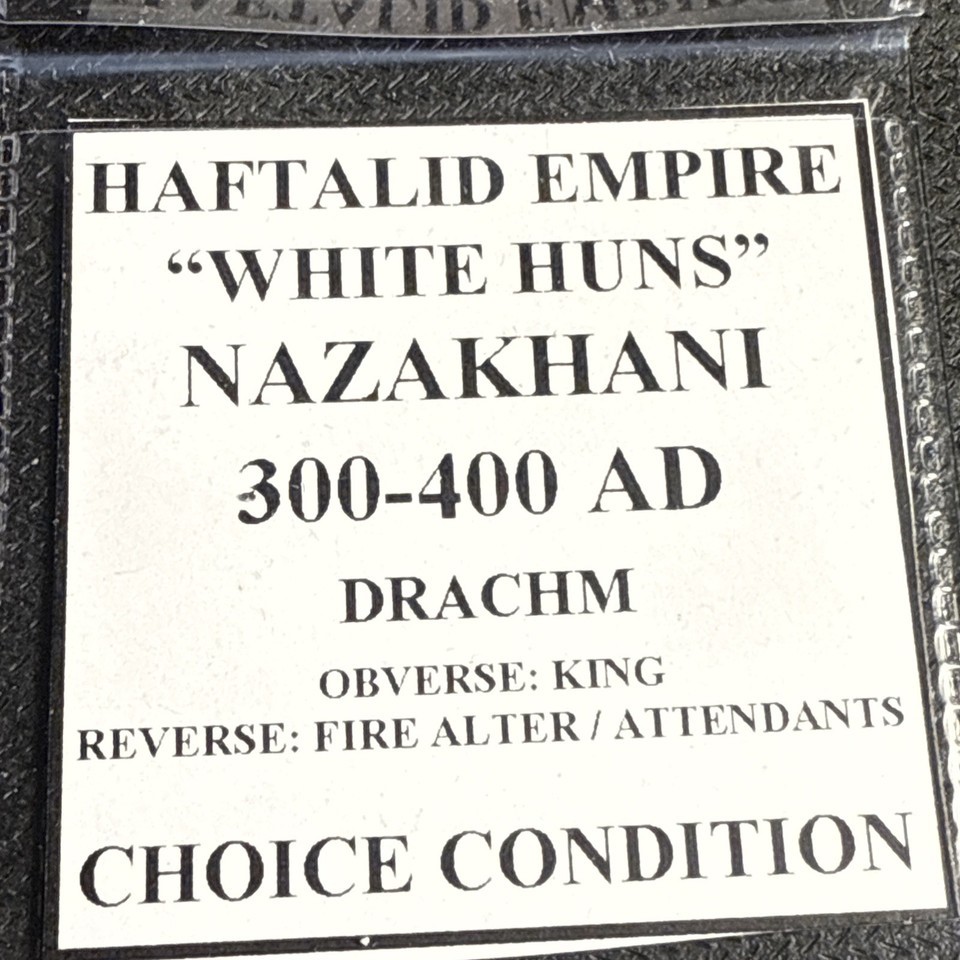 HAFTALID EMPIRE
“WHITE HUNS”
NAZAKHANI
300-400 AD
DRACHM
OBVERSE: KING
REVERSE: FIRE ALTER / ATTENDANTS
CHOICE CONDITION